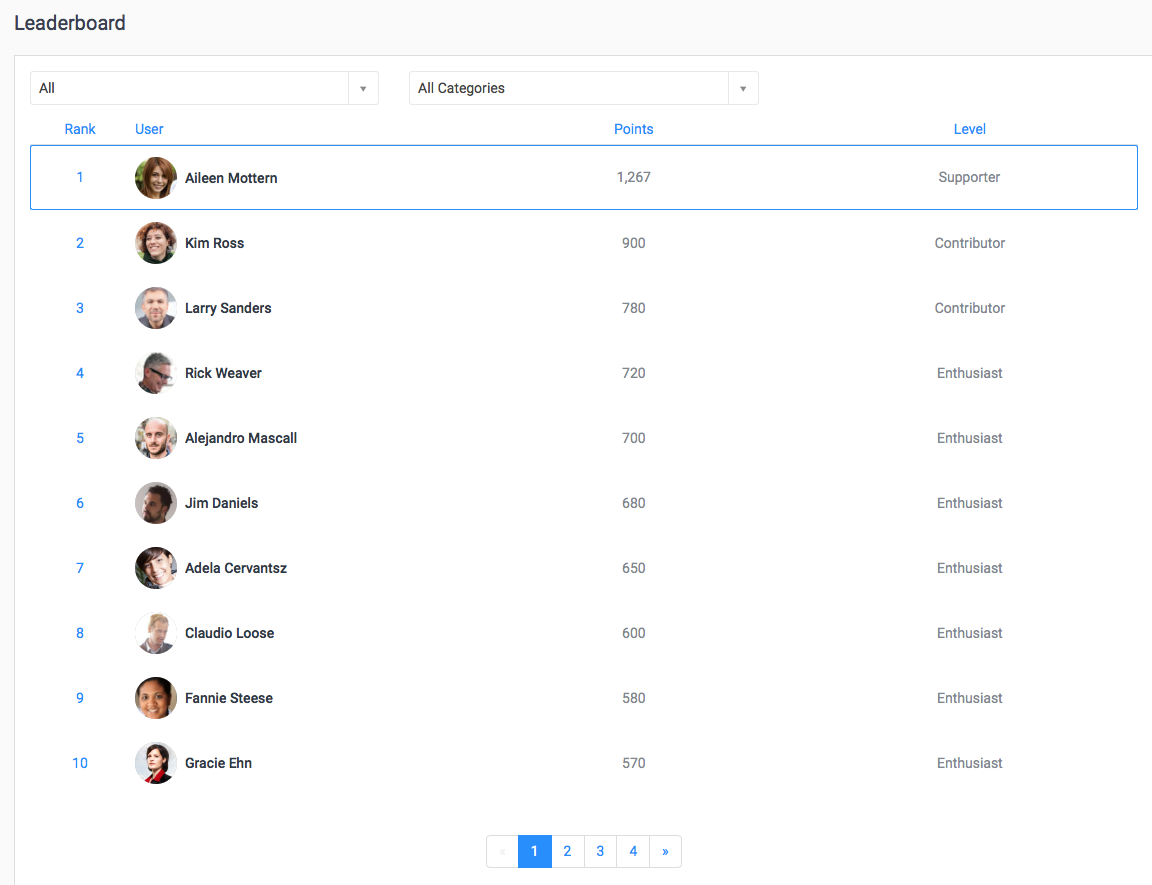 Leaderboard
All ▼ All Categories ▼
Rank User Points Level
1 Aileen Mottern 1,267 Supporter
2 Kim Ross 900 Contributor
3 Larry Sanders 780 Contributor
4 Rick Weaver 720 Enthusiast
5 Alejandro Mascall 700 Enthusiast
6 Jim Daniels 680 Enthusiast
7 Adela Cervantsz 650 Enthusiast
8 Claudio Loose 600 Enthusiast
9 Fannie Steese 580 Enthusiast
10 Gracie Ehn 570 Enthusiast
« 1 2 3 4 »